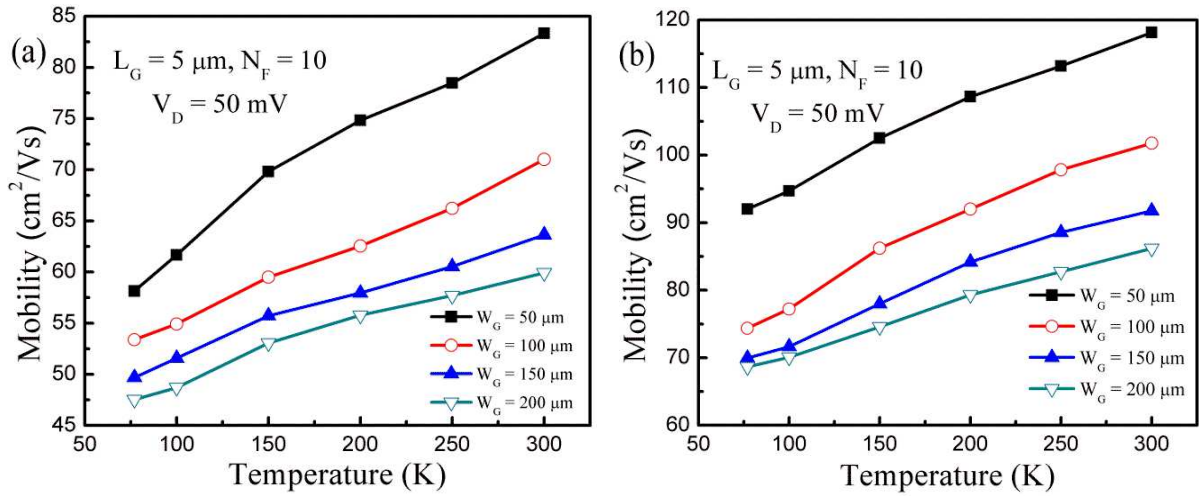 (a)
L_G = 5 μm, N_F = 10
V_D = 50 mV
Mobility (cm²/Vs)
85
80
75
70
65
60
55
50
45
W_G = 50 μm
W_G = 100 μm
W_G = 150 μm
W_G = 200 μm
50 100 150 200 250 300
Temperature (K)
(b)
L_G = 5 μm, N_F = 10
V_D = 50 mV
Mobility (cm²/Vs)
120
110
100
90
80
70
60
W_G = 50 μm
W_G = 100 μm
W_G = 150 μm
W_G = 200 μm
50 100 150 200 250 300
Temperature (K)